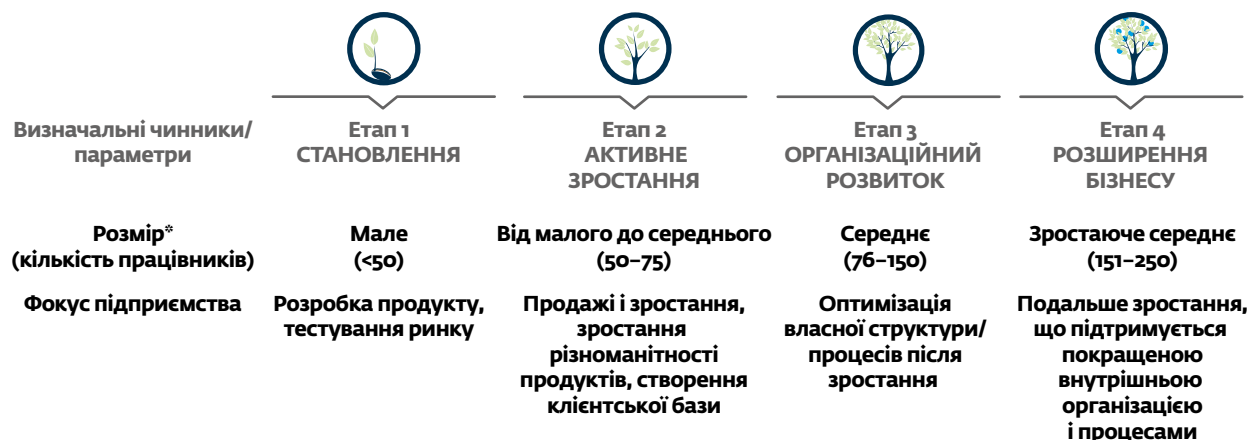 Визначальні чинники/
параметри
Етап 1
СТАНОВЛЕННЯ
Етап 2
АКТИВНЕ
ЗРОСТАННЯ
Етап 3
ОРГАНІЗАЦІЙНИЙ
РОЗВИТОК
Етап 4
РОЗШИРЕННЯ
БІЗНЕСУ
Розмір*
(кількість працівників)
Мале
(<50)
Від малого до середнього
(50–75)
Середнє
(76–150)
Зростаюче середнє
(151–250)
Фокус підприємства
Розробка продукту,
тестування ринку
Продажі і зростання,
зростання
різноманітності
продуктів, створення
клієнтської бази
Оптимізація
власної структури/
процесів після
зростання
Подальше зростання,
що підтримується
покращеною
внутрішньою
організацією
і процесами